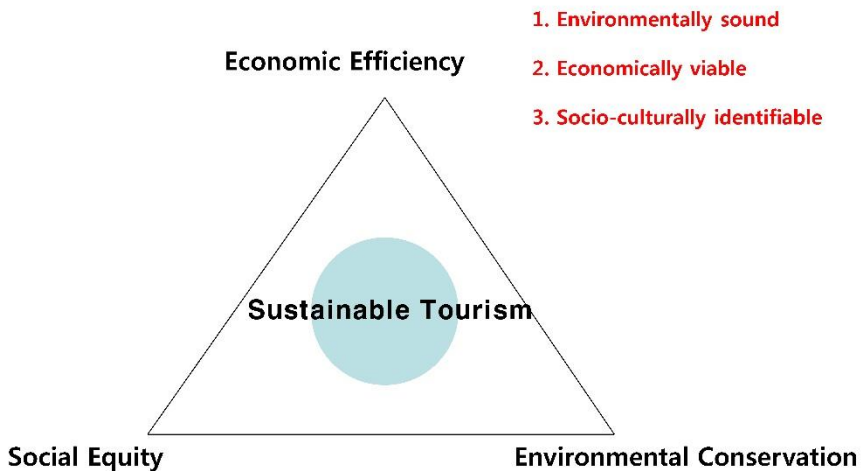 1. Environmentally sound
Economic Efficiency
2. Economically viable
3. Socio-culturally identifiable
Sustainable Tourism
Social Equity
Environmental Conservation